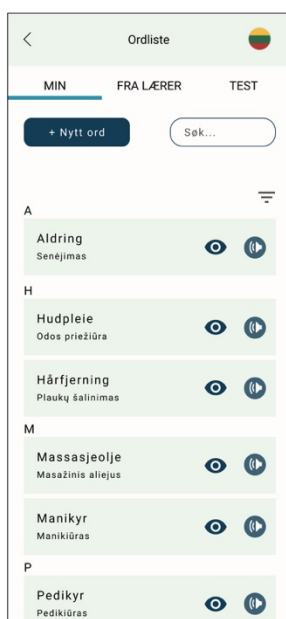 Ordliste
MIN FRA LÆRER TEST
+ Nytt ord Søk...
A
Aldring
Senėjimas
H
Hudpleie
Odos priežiūra
Hårfjerning
Plaukų šalinimas
M
Massasjeolje
Masažinis aliejus
Manikyr
Manikiūras
P
Pedikyr
Pedikiūras